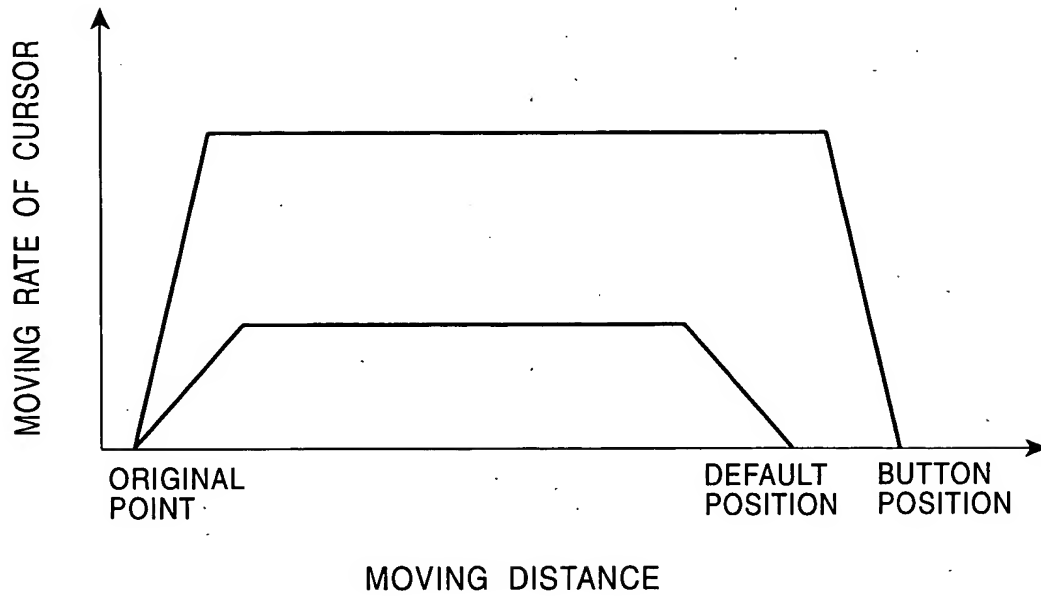 MOVING RATE OF CURSOR
ORIGINAL
POINT
DEFAULT
POSITION
BUTTON
POSITION
MOVING DISTANCE